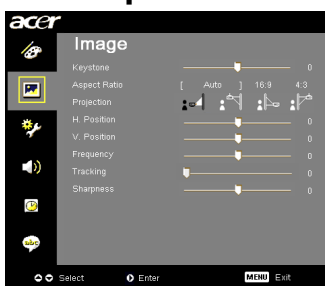 acer
Image
Keystone 0
Aspect Ratio [ Auto ] 16:9 4:3
Projection
H. Position 0
V. Position 0
Frequency 0
Tracking 0
Sharpness 0
abc
Select Enter MENU Exit